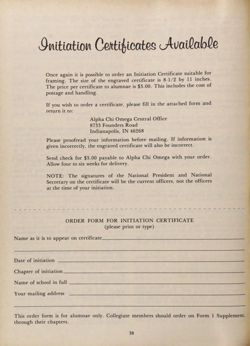 Initiation Certificates Available
Once again it is possible to order an Initiation Certificate suitable for
framing. The size of the engraved certificate is 8-1/2 by 11 inches.
The price per certificate to alumnae is $5.00. This includes the cost of
postage and handling.
If you wish to order a certificate, please fill in the attached form and
return it to:
Alpha Chi Omega Central Office
8735 Founders Road
Indianapolis, IN 46268
Please proofread your information before mailing. If information is
given incorrectly, the engraved certificate will also be incorrect.
Send check for $5.00 payable to Alpha Chi Omega with your order.
Allow four to six weeks for delivery.
NOTE: The signatures of the National President and National
Secretary on the certificate will be the current officers, not the officers
at the time of your initiation.
ORDER FORM FOR INITIATION CERTIFICATE
(please print or type)
Name as it is to appear on certificate
Date of initiation
Chapter of initiation
Name of school in full
Your mailing address
This order form is for alumnae only. Collegiate members should order on Form 1 Supplement
through their chapters.
38